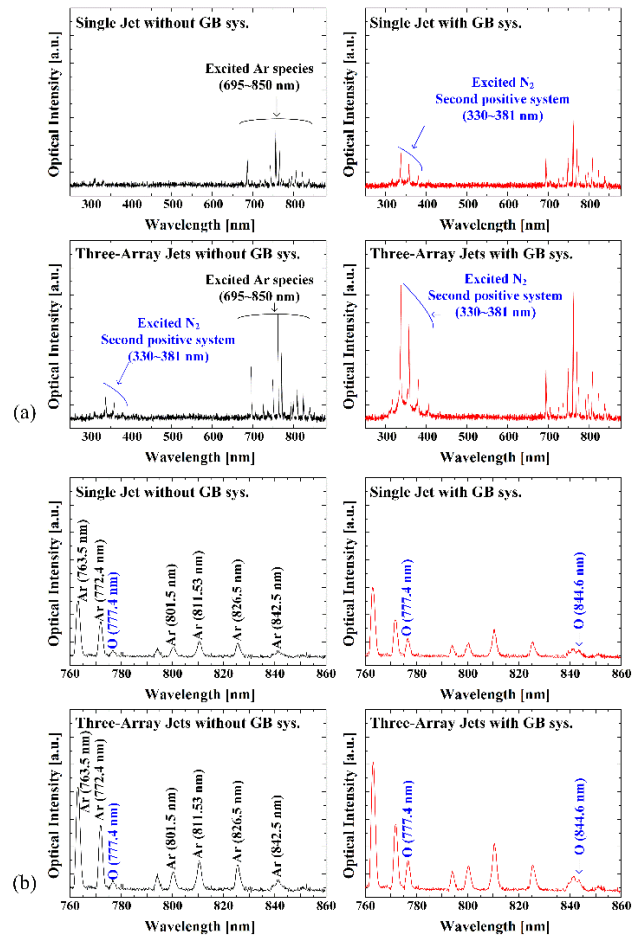 Single Jet without GB sys.
Excited Ar species
(695~850 nm)
Optical Intensity [a.u.]
300 400 500 600 700 800
Wavelength [nm]
Single Jet with GB sys.
Excited N2
Second positive system
(330~381 nm)
Optical Intensity [a.u.]
300 400 500 600 700 800
Wavelength [nm]
Three-Array Jets without GB sys.
Excited Ar species
(695~850 nm)
Excited N2
Second positive system
(330~381 nm)
Optical Intensity [a.u.]
300 400 500 600 700 800
Wavelength [nm]
Three-Array Jets with GB sys.
Excited N2
Second positive system
(330~381 nm)
Optical Intensity [a.u.]
300 400 500 600 700 800
Wavelength [nm]
(a)
Single Jet without GB sys.
Ar (763.5 nm)
Ar (772.4 nm)
O (777.4 nm)
Ar (801.5 nm)
Ar (811.53 nm)
Ar (826.5 nm)
Ar (842.5 nm)
Optical Intensity [a.u.]
760 780 800 820 840 860
Wavelength [nm]
Single Jet with GB sys.
O (777.4 nm)
O (844.6 nm)
Optical Intensity [a.u.]
760 780 800 820 840 860
Wavelength [nm]
Three-Array Jets without GB sys.
Ar (763.5 nm)
Ar (772.4 nm)
O (777.4 nm)
Ar (801.5 nm)
Ar (811.53 nm)
Ar (826.5 nm)
Ar (842.5 nm)
Optical Intensity [a.u.]
760 780 800 820 840 860
Wavelength [nm]
Three-Array Jets with GB sys.
O (777.4 nm)
O (844.6 nm)
Optical Intensity [a.u.]
760 780 800 820 840 860
Wavelength [nm]
(b)